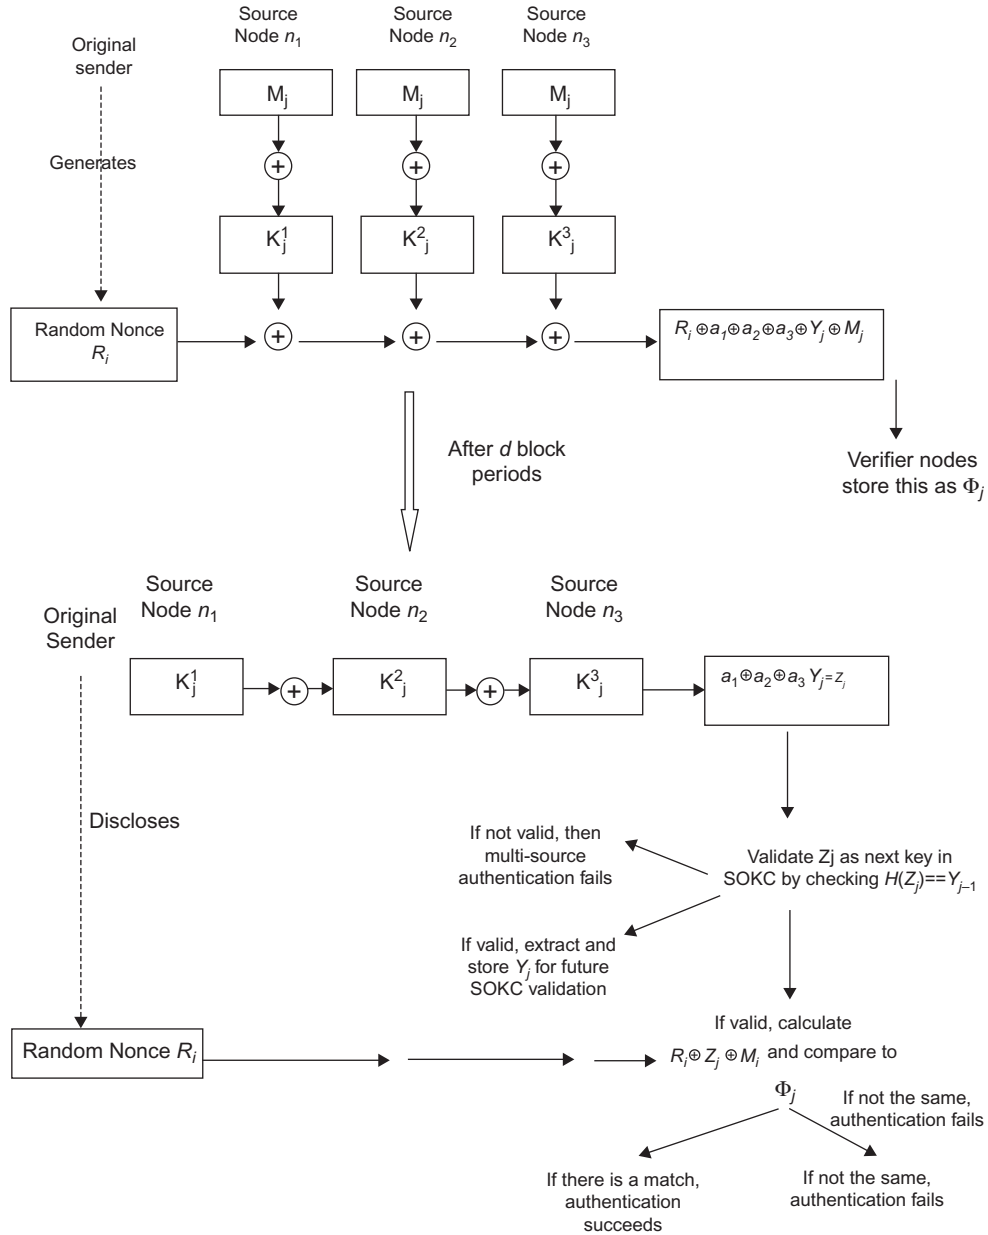 Original
sender
Source
Node n1
Source
Node n2
Source
Node n3
Mj
Mj
Mj
Generates
+
+
+
K1j
K2j
K3j
Random Nonce
Ri
+
+
+
Ri ⊕a1⊕a2⊕a3⊕Yj ⊕Mj
After d block
periods
Verifier nodes
store this as Φj
Original
Sender
Source
Node n1
Source
Node n2
Source
Node n3
K1j
+
K2j
+
K3j
a1⊕a2⊕a3 Yj=zj
Discloses
If not valid, then
multi-source
authentication fails
Validate Zj as next key in
SOKC by checking H(Zj)==Yj–1
If valid, extract and
store Yj for future
SOKC validation
Random Nonce Ri
If valid, calculate
Ri⊕Zj⊕Mi and compare to
Φj
If not the same,
authentication fails
If there is a match,
authentication
succeeds
If not the same,
authentication fails